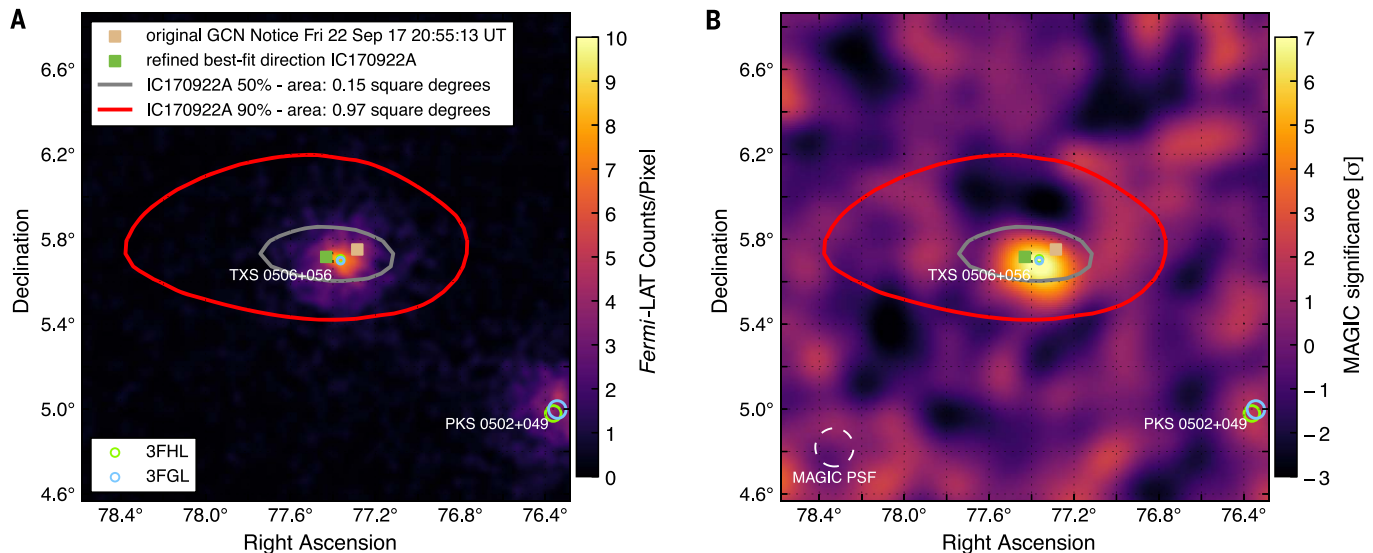 A
original GCN Notice Fri 22 Sep 17 20:55:13 UT
refined best-fit direction IC170922A
IC170922A 50% - area: 0.15 square degrees
IC170922A 90% - area: 0.97 square degrees
6.6°
6.2°
5.8°
5.4°
5.0°
4.6°
Declination
TXS 0506+056
PKS 0502+049
3FHL
3FGL
78.4°
78.0°
77.6°
77.2°
76.8°
76.4°
Right Ascension
10
9
8
7
6
5
4
3
2
1
0
Fermi-LAT Counts/Pixel
B
6.6°
6.2°
5.8°
5.4°
5.0°
4.6°
Declination
TXS 0506+056
PKS 0502+049
MAGIC PSF
78.4°
78.0°
77.6°
77.2°
76.8°
76.4°
Right Ascension
7
6
5
4
3
2
1
0
−1
−2
−3
MAGIC significance [σ]